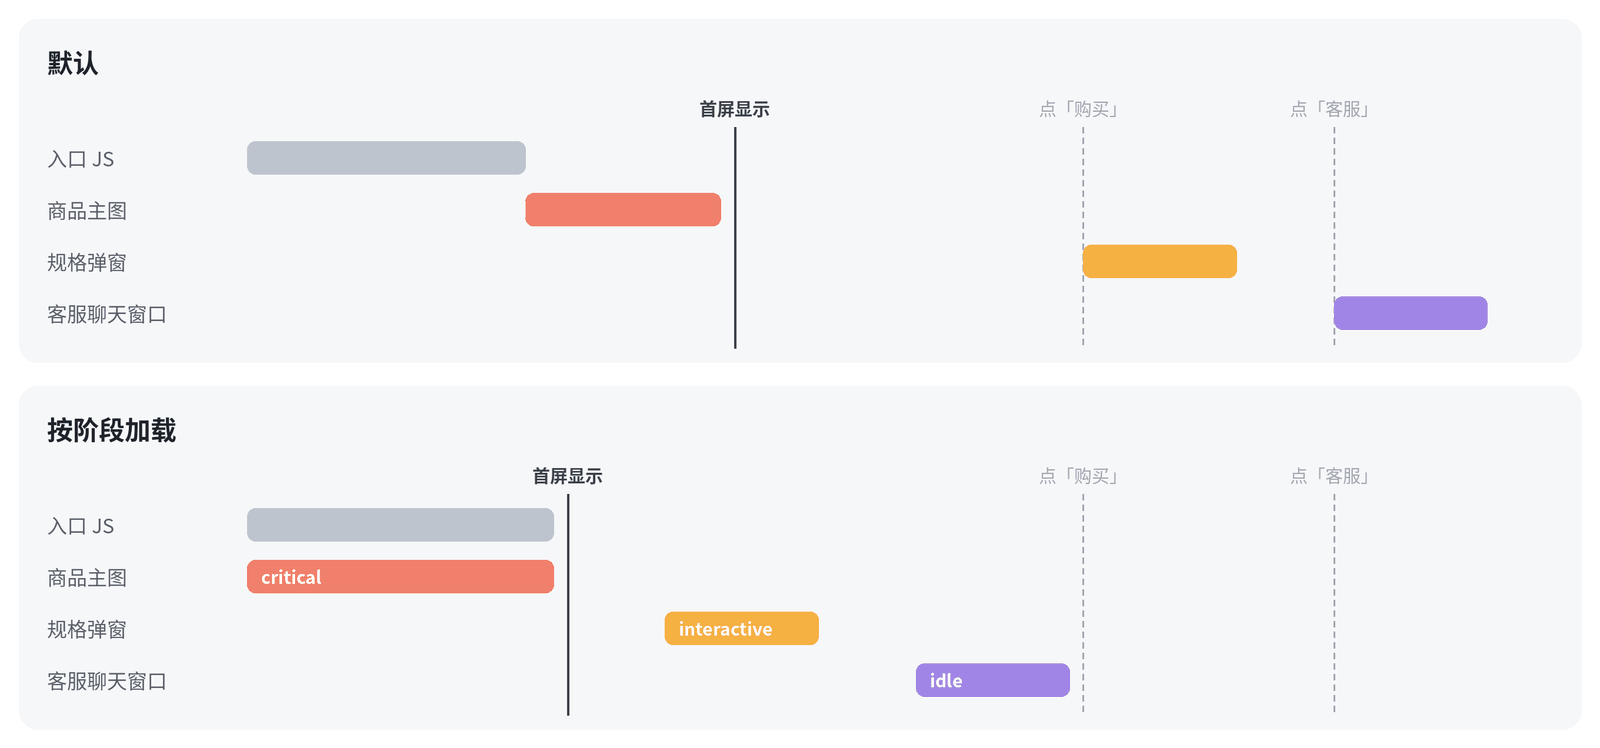 默认
首屏显示
点「购买」
点「客服」
入口 JS
商品主图
规格弹窗
客服聊天窗口
按阶段加载
首屏显示
点「购买」
点「客服」
入口 JS
商品主图
critical
规格弹窗
interactive
客服聊天窗口
idle